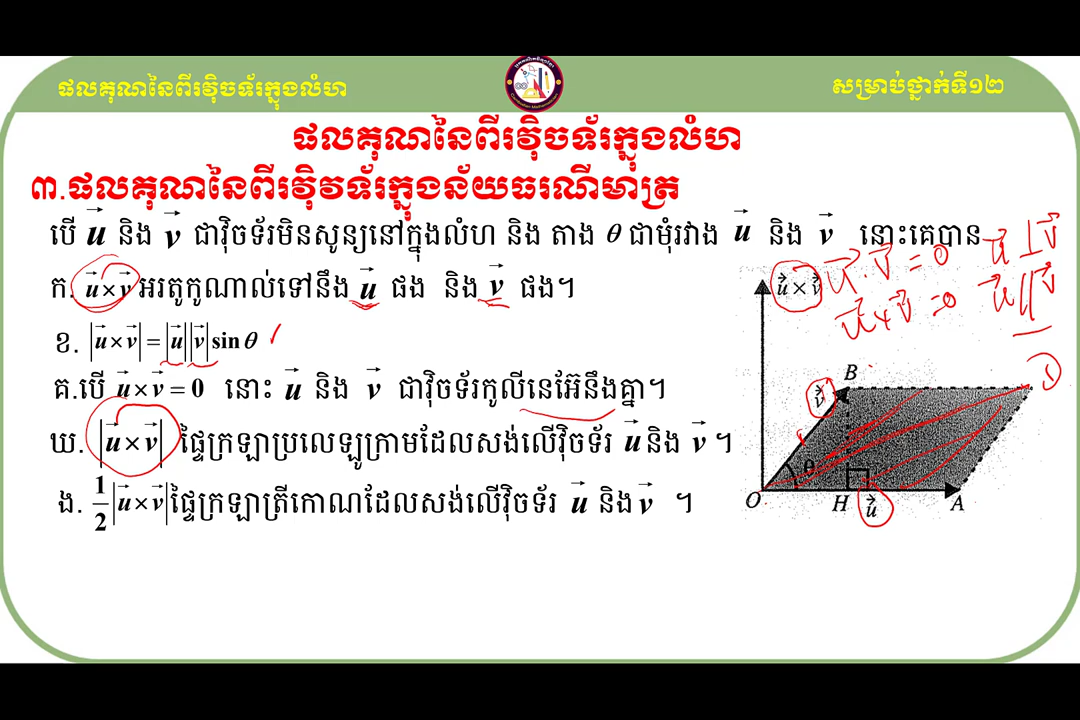 ផលគុណនៃពីរវ៉ិចទ័រក្នុងលំហ
សម្រាប់ថ្នាក់ទី១២
ផលគុណនៃពីរវ៉ិចទ័រក្នុងលំហ
៣.ផលគុណនៃពីរវ៉ិវទ័រក្នុងន័យធរណីមាត្រ
បើ u⃗ និង v⃗ ជាវ៉ិចទ័រមិនសូន្យនៅក្នុងលំហ និង តាង θ ជាមុំរវាង u⃗ និង v⃗ នោះគេបាន
ក. u⃗ × v⃗ អរតូកូណាល់ទៅនឹង u⃗ ផង និង v⃗ ផង។
ខ. |u⃗ × v⃗| = |u⃗||v⃗| sin θ
គ.បើ u⃗ × v⃗ = 0 នោះ u⃗ និង v⃗ ជាវ៉ិចទ័រកូលីនេអ៊ែនឹងគ្នា។
ឃ. |u⃗ × v⃗| ផ្ទៃក្រឡាប្រលេឡូក្រាមដែលសង់លើវ៉ិចទ័រ u⃗ និង v⃗ ។
ង. 1/2 |u⃗ × v⃗| ផ្ទៃក្រឡាត្រីកោណដែលសង់លើវ៉ិចទ័រ u⃗ និង v⃗ ។
u⃗ × v⃗
u⃗ . v⃗ = 0 u⃗ ⊥ v⃗
u⃗ × v⃗ = 0 u⃗ || v⃗
B
v⃗
θ
O H u⃗ A